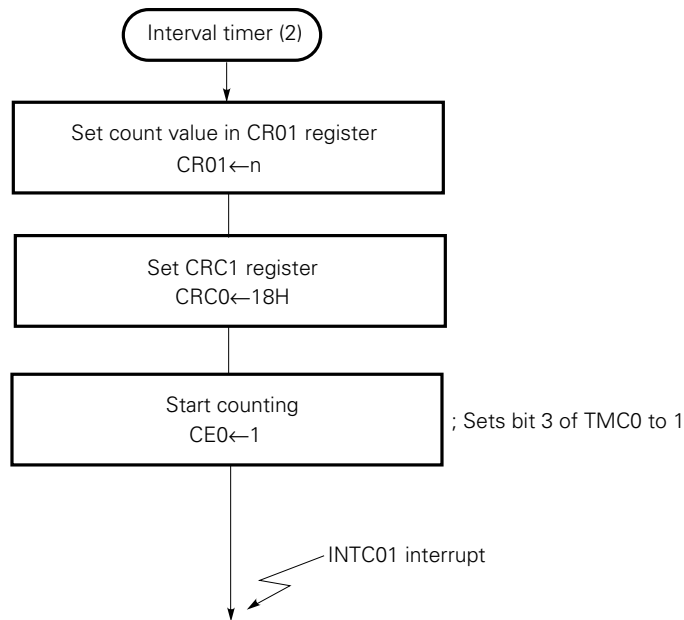 Interval timer (2)
Set count value in CR01 register
CR01←n
Set CRC1 register
CRC0←18H
Start counting
CE0←1
; Sets bit 3 of TMC0 to 1
INTC01 interrupt